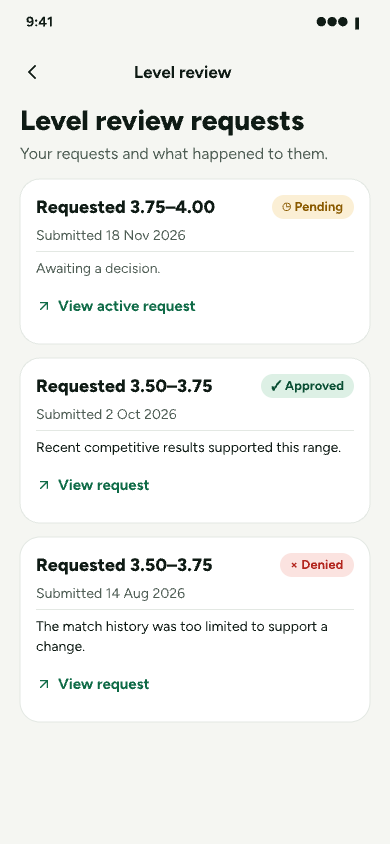 9:41
Level review
Level review requests
Your requests and what happened to them.
Requested 3.75–4.00
Pending
Submitted 18 Nov 2026
Awaiting a decision.
View active request
Requested 3.50–3.75
✓ Approved
Submitted 2 Oct 2026
Recent competitive results supported this range.
View request
Requested 3.50–3.75
× Denied
Submitted 14 Aug 2026
The match history was too limited to support a
change.
View request